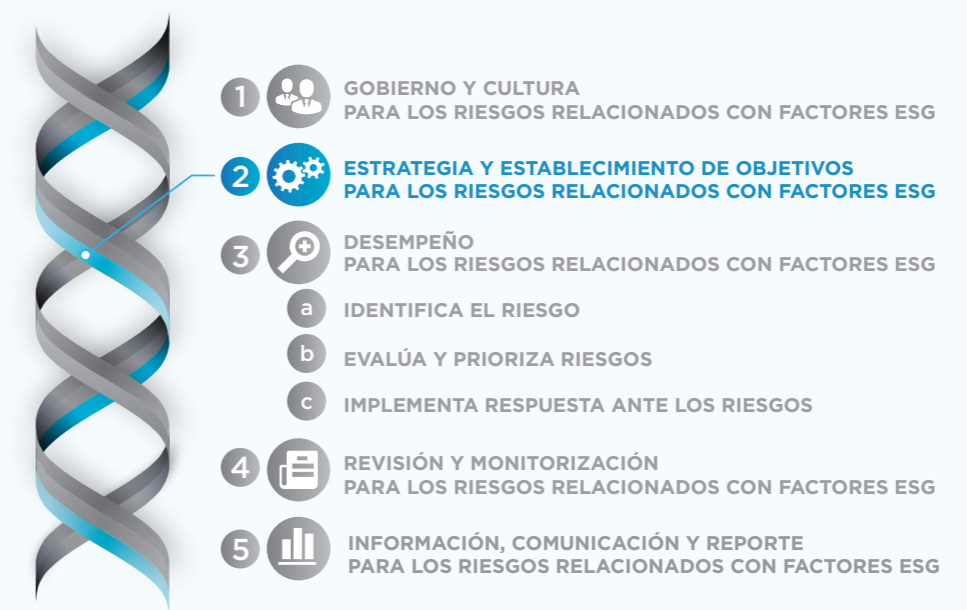 1
GOBIERNO Y CULTURA
PARA LOS RIESGOS RELACIONADOS CON FACTORES ESG
2
ESTRATEGIA Y ESTABLECIMIENTO DE OBJETIVOS
PARA LOS RIESGOS RELACIONADOS CON FACTORES ESG
3
DESEMPEÑO
PARA LOS RIESGOS RELACIONADOS CON FACTORES ESG
a IDENTIFICA EL RIESGO
b EVALÚA Y PRIORIZA RIESGOS
c IMPLEMENTA RESPUESTA ANTE LOS RIESGOS
4
REVISIÓN Y MONITORIZACIÓN
PARA LOS RIESGOS RELACIONADOS CON FACTORES ESG
5
INFORMACIÓN, COMUNICACIÓN Y REPORTE
PARA LOS RIESGOS RELACIONADOS CON FACTORES ESG